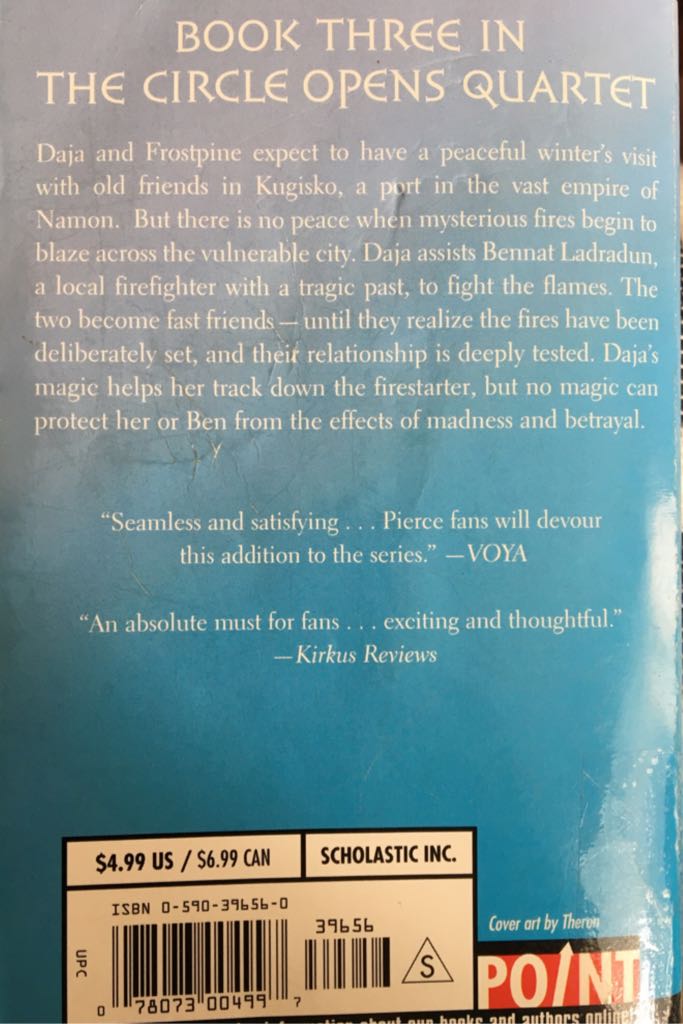 BOOK THREE IN
THE CIRCLE OPENS QUARTET
Daja and Frostpine expect to have a peaceful winter's visit
with old friends in Kugisko, a port in the vast empire of
Namon. But there is no peace when mysterious fires begin to
blaze across the vulnerable city. Daja assists Bennat Ladradun,
a local firefighter with a tragic past, to fight the flames. The
two become fast friends — until they realize the fires have been
deliberately set, and their relationship is deeply tested. Daja's
magic helps her track down the firestarter, but no magic can
protect her or Ben from the effects of madness and betrayal.
"Seamless and satisfying . . . Pierce fans will devour
this addition to the series." —VOYA
"An absolute must for fans . . . exciting and thoughtful."
—Kirkus Reviews
$4.99 US / $6.99 CAN
SCHOLASTIC INC.
ISBN 0-590-39656-0
39656
UPC
0 78073 00499 7
S
Cover art by Theron
POINT
about our books and authors online!